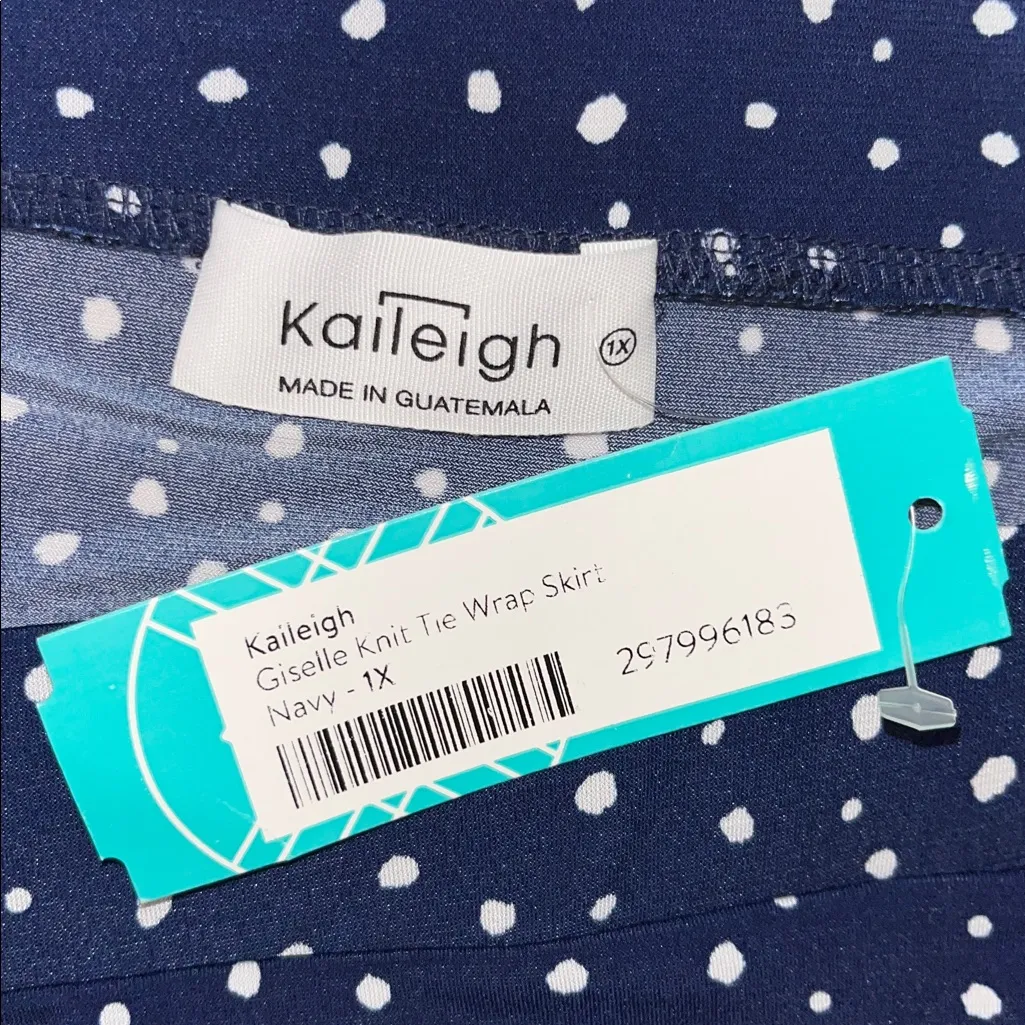 Kaileigh 1X
MADE IN GUATEMALA
Kaileigh
Giselle Knit Tie Wrap Skirt
Navy - 1X
297996183